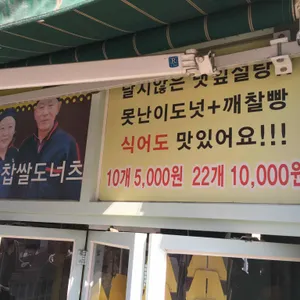 달지않은
못난이도넛+깨찰빵
식어도 맛있어요!!!
10개 5,000원 22개 10,000원
찹쌀도너츠